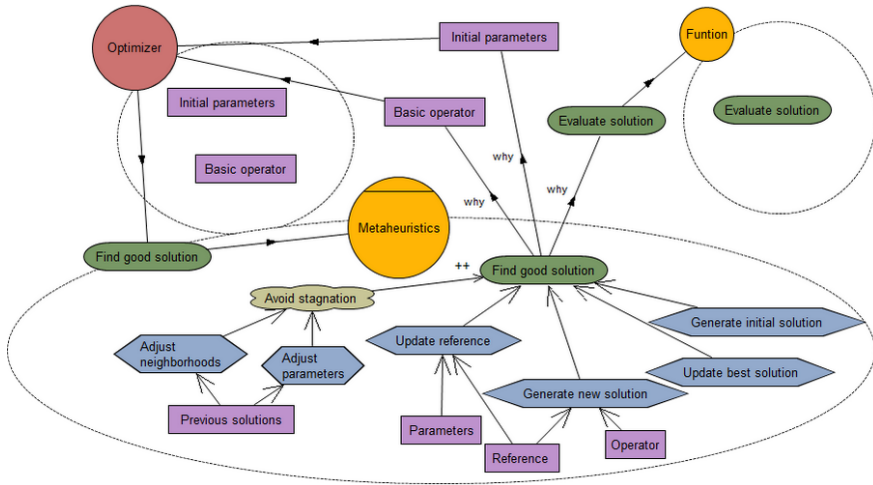 Optimizer
Initial parameters
Funtion
Initial parameters
Basic operator
Evaluate solution
Evaluate solution
Basic operator
why
why
why
Metaheuristics
Find good solution
++
Find good solution
Avoid stagnation
Generate initial solution
Update reference
Adjust
neighborhoods
Adjust
parameters
Update best solution
Generate new solution
Previous solutions
Parameters
Operator
Reference